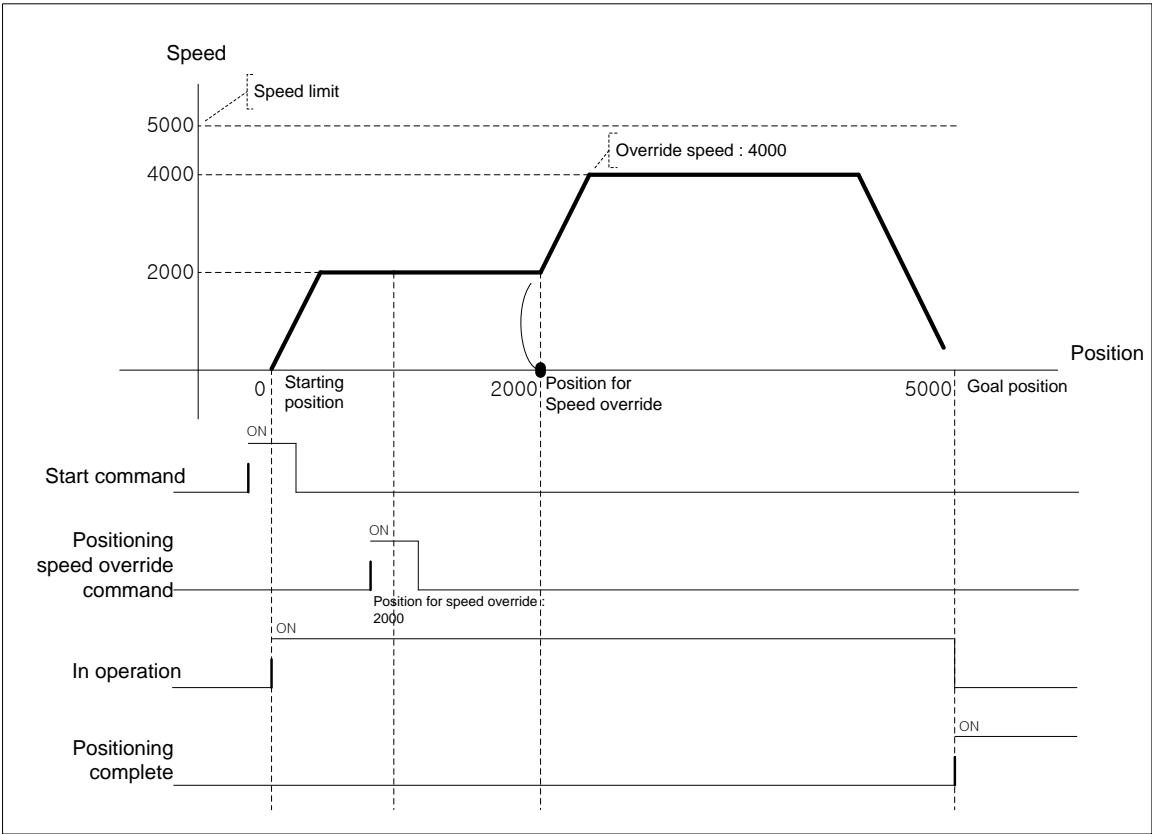 Speed
Speed limit
5000
Override speed : 4000
4000
2000
Position
0
Starting
position
2000
Position for
Speed override
5000
Goal position
ON
Start command
ON
Positioning
speed override
command
Position for speed override :
2000
ON
In operation
ON
Positioning
complete